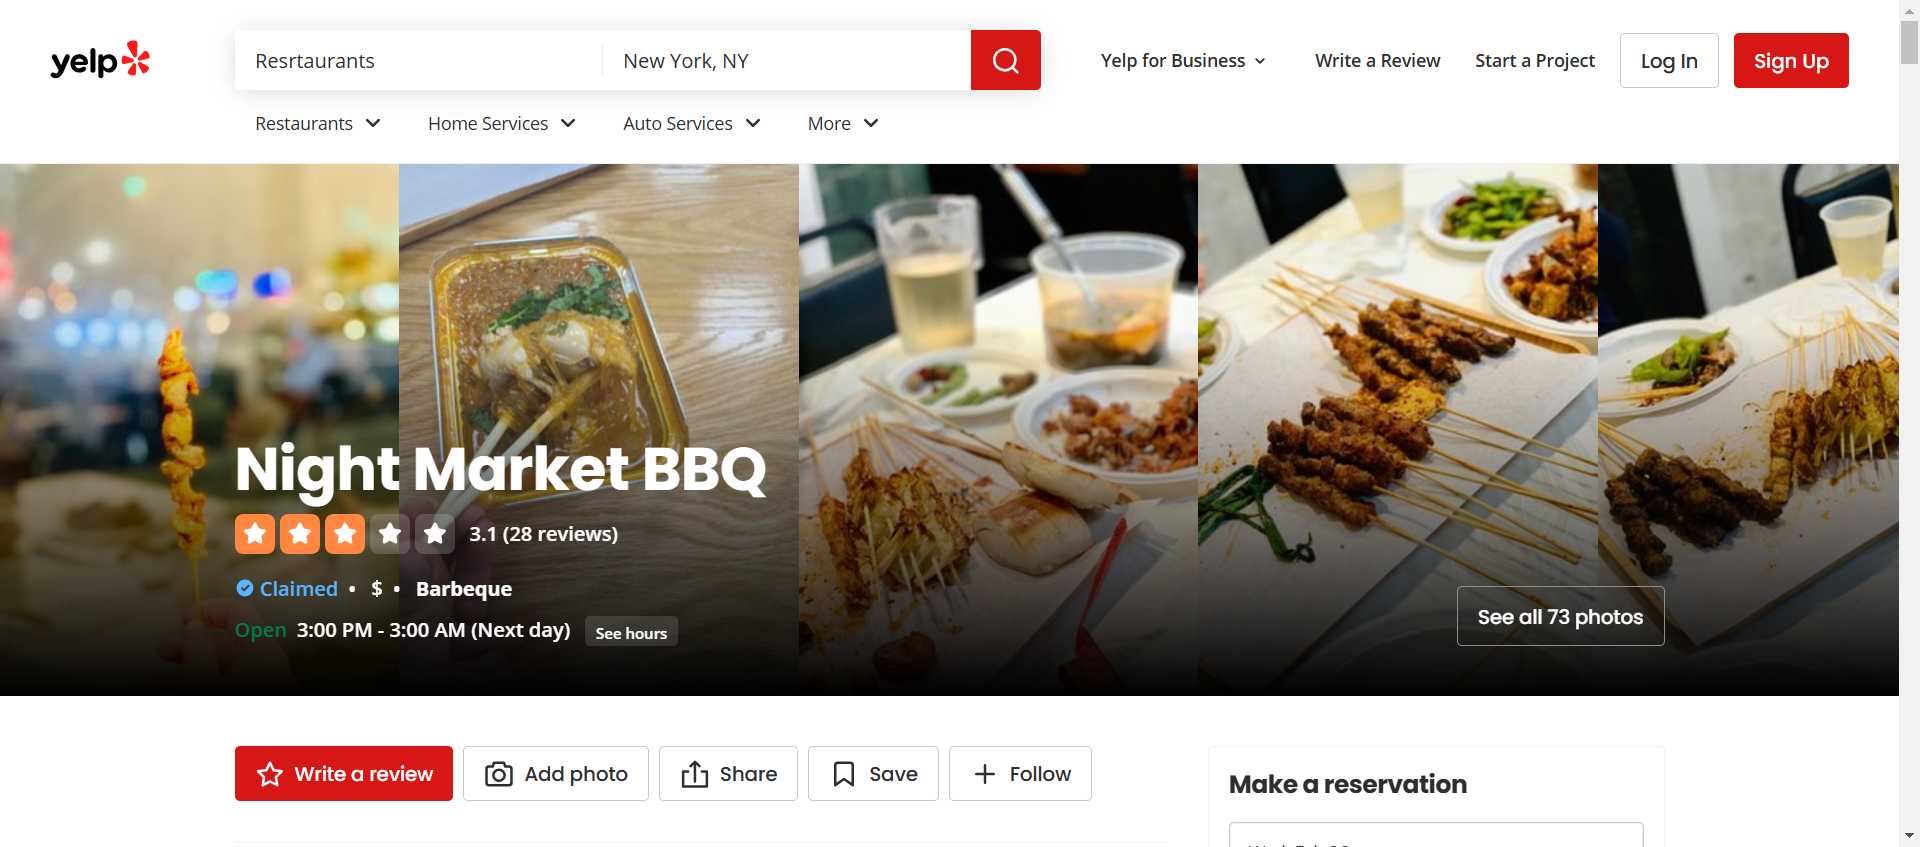 yelp
Resrtaurants
New York, NY
Yelp for Business
Write a Review
Start a Project
Log In
Sign Up
Restaurants
Home Services
Auto Services
More
Night Market BBQ
3.1 (28 reviews)
Claimed • $ • Barbeque
Open 3:00 PM - 3:00 AM (Next day) See hours
See all 73 photos
Write a review
Add photo
Share
Save
Follow
Make a reservation